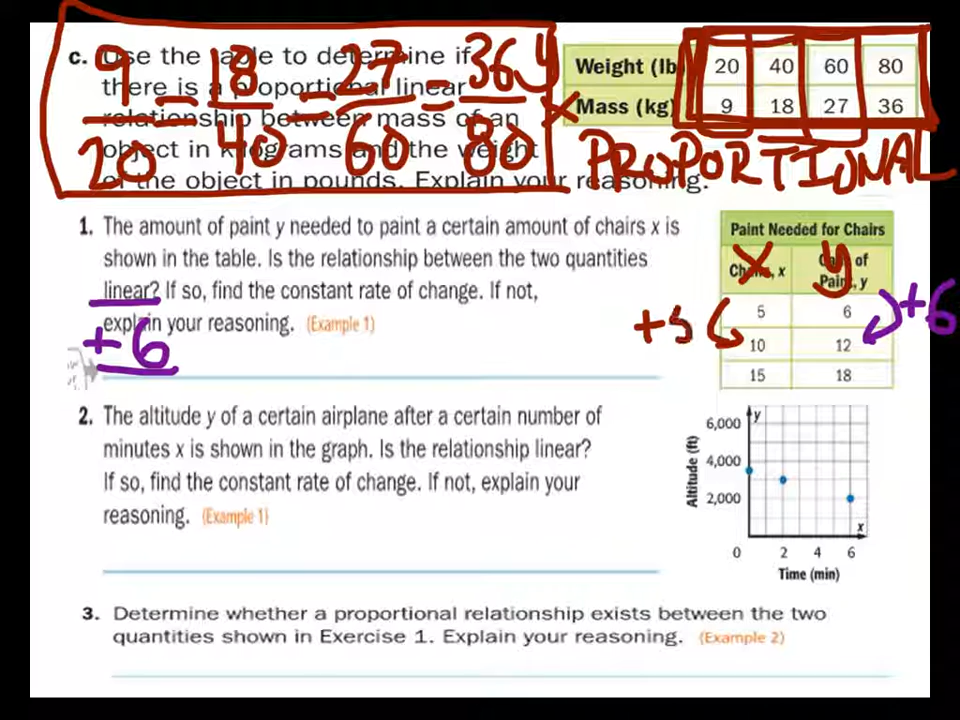 c. Use the table to determine if
there is a proportional linear
relationship between mass of an
object in kilograms and the weight
of the object in pounds. Explain your reasoning.
9/20 = 18/40 = 27/60 = 36/80
y
x
Weight (lb) 20 40 60 80
Mass (kg) 9 18 27 36
PROPORTIONAL
1. The amount of paint y needed to paint a certain amount of chairs x is
shown in the table. Is the relationship between the two quantities
linear? If so, find the constant rate of change. If not,
explain your reasoning. (Example 1)
+6
Paint Needed for Chairs
x y
Chairs, x Cans of Paint, y
5 6
10 12
15 18
+5
+6
2. The altitude y of a certain airplane after a certain number of
minutes x is shown in the graph. Is the relationship linear?
If so, find the constant rate of change. If not, explain your
reasoning. (Example 1)
Altitude (ft)
y
6,000
4,000
2,000
x
0 2 4 6
Time (min)
3. Determine whether a proportional relationship exists between the two
quantities shown in Exercise 1. Explain your reasoning. (Example 2)